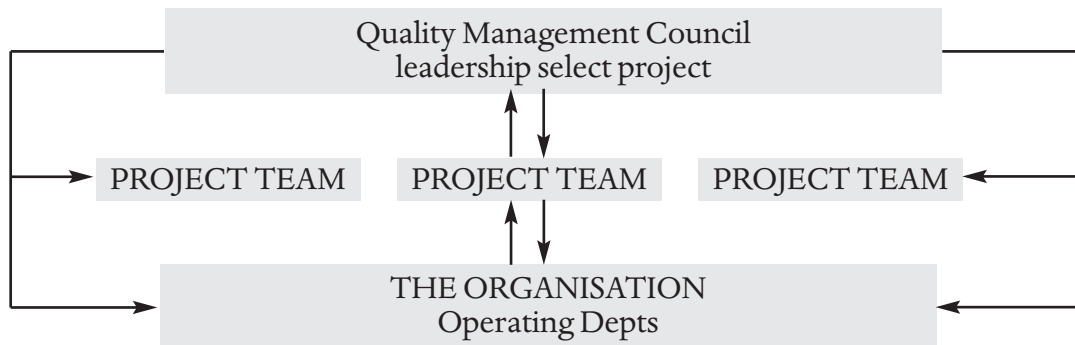 Quality Management Council
leadership select project
PROJECT TEAM
PROJECT TEAM
PROJECT TEAM
THE ORGANISATION
Operating Depts